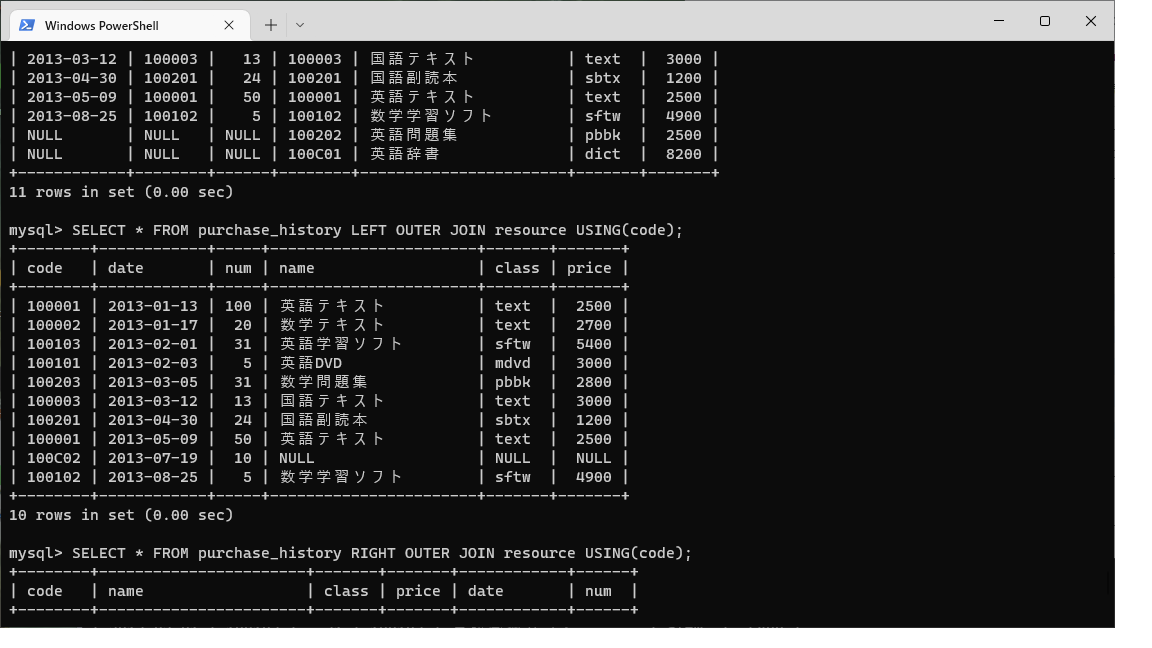 Windows PowerShell
| 2013-03-12 | 100003 |   13 | 100003 | 国語テキスト | text  |  3000 |
| 2013-04-30 | 100201 |   24 | 100201 | 国語副読本 | sbtx  |  1200 |
| 2013-05-09 | 100001 |   50 | 100001 | 英語テキスト | text  |  2500 |
| 2013-08-25 | 100102 |    5 | 100102 | 数学学習ソフト | sftw  |  4900 |
| NULL       | NULL   | NULL | 100202 | 英語問題集 | pbbk  |  2500 |
| NULL       | NULL   | NULL | 100C01 | 英語辞書 | dict  |  8200 |
+------------+--------+------+--------+-----------------------+-------+-------+
11 rows in set (0.00 sec)
mysql> SELECT * FROM purchase_history LEFT OUTER JOIN resource USING(code);
+--------+------------+-----+-----------------------+-------+-------+
| code   | date       | num | name                  | class | price |
+--------+------------+-----+-----------------------+-------+-------+
| 100001 | 2013-01-13 | 100 | 英語テキスト | text  |  2500 |
| 100002 | 2013-01-17 |  20 | 数学テキスト | text  |  2700 |
| 100103 | 2013-02-01 |  31 | 英語学習ソフト | sftw  |  5400 |
| 100101 | 2013-02-03 |   5 | 英語DVD | mdvd  |  3000 |
| 100203 | 2013-03-05 |  31 | 数学問題集 | pbbk  |  2800 |
| 100003 | 2013-03-12 |  13 | 国語テキスト | text  |  3000 |
| 100201 | 2013-04-30 |  24 | 国語副読本 | sbtx  |  1200 |
| 100001 | 2013-05-09 |  50 | 英語テキスト | text  |  2500 |
| 100C02 | 2013-07-19 |  10 | NULL                  | NULL  |  NULL |
| 100102 | 2013-08-25 |   5 | 数学学習ソフト | sftw  |  4900 |
+--------+------------+-----+-----------------------+-------+-------+
10 rows in set (0.00 sec)
mysql> SELECT * FROM purchase_history RIGHT OUTER JOIN resource USING(code);
+--------+-----------------------+-------+-------+------------+------+
| code   | name                  | class | price | date       | num  |
+--------+-----------------------+-------+-------+------------+------+